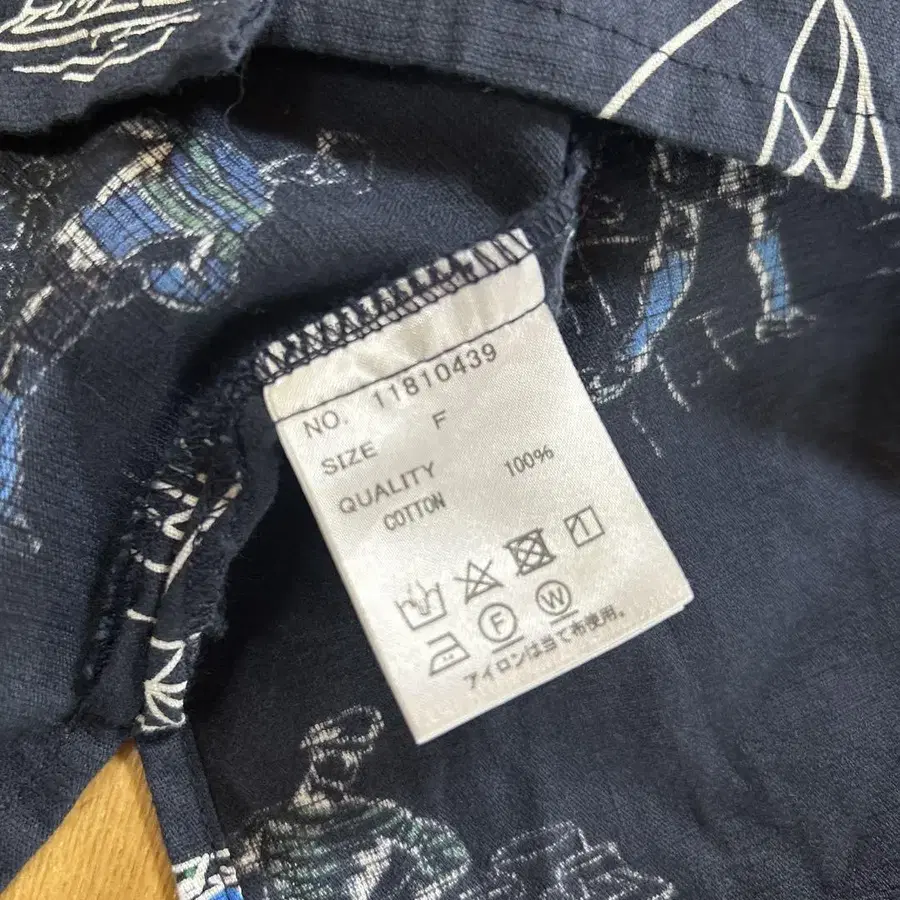 NO. 11810439
SIZE F
QUALITY
COTTON 100%
F W
アイロンは当て布使用。